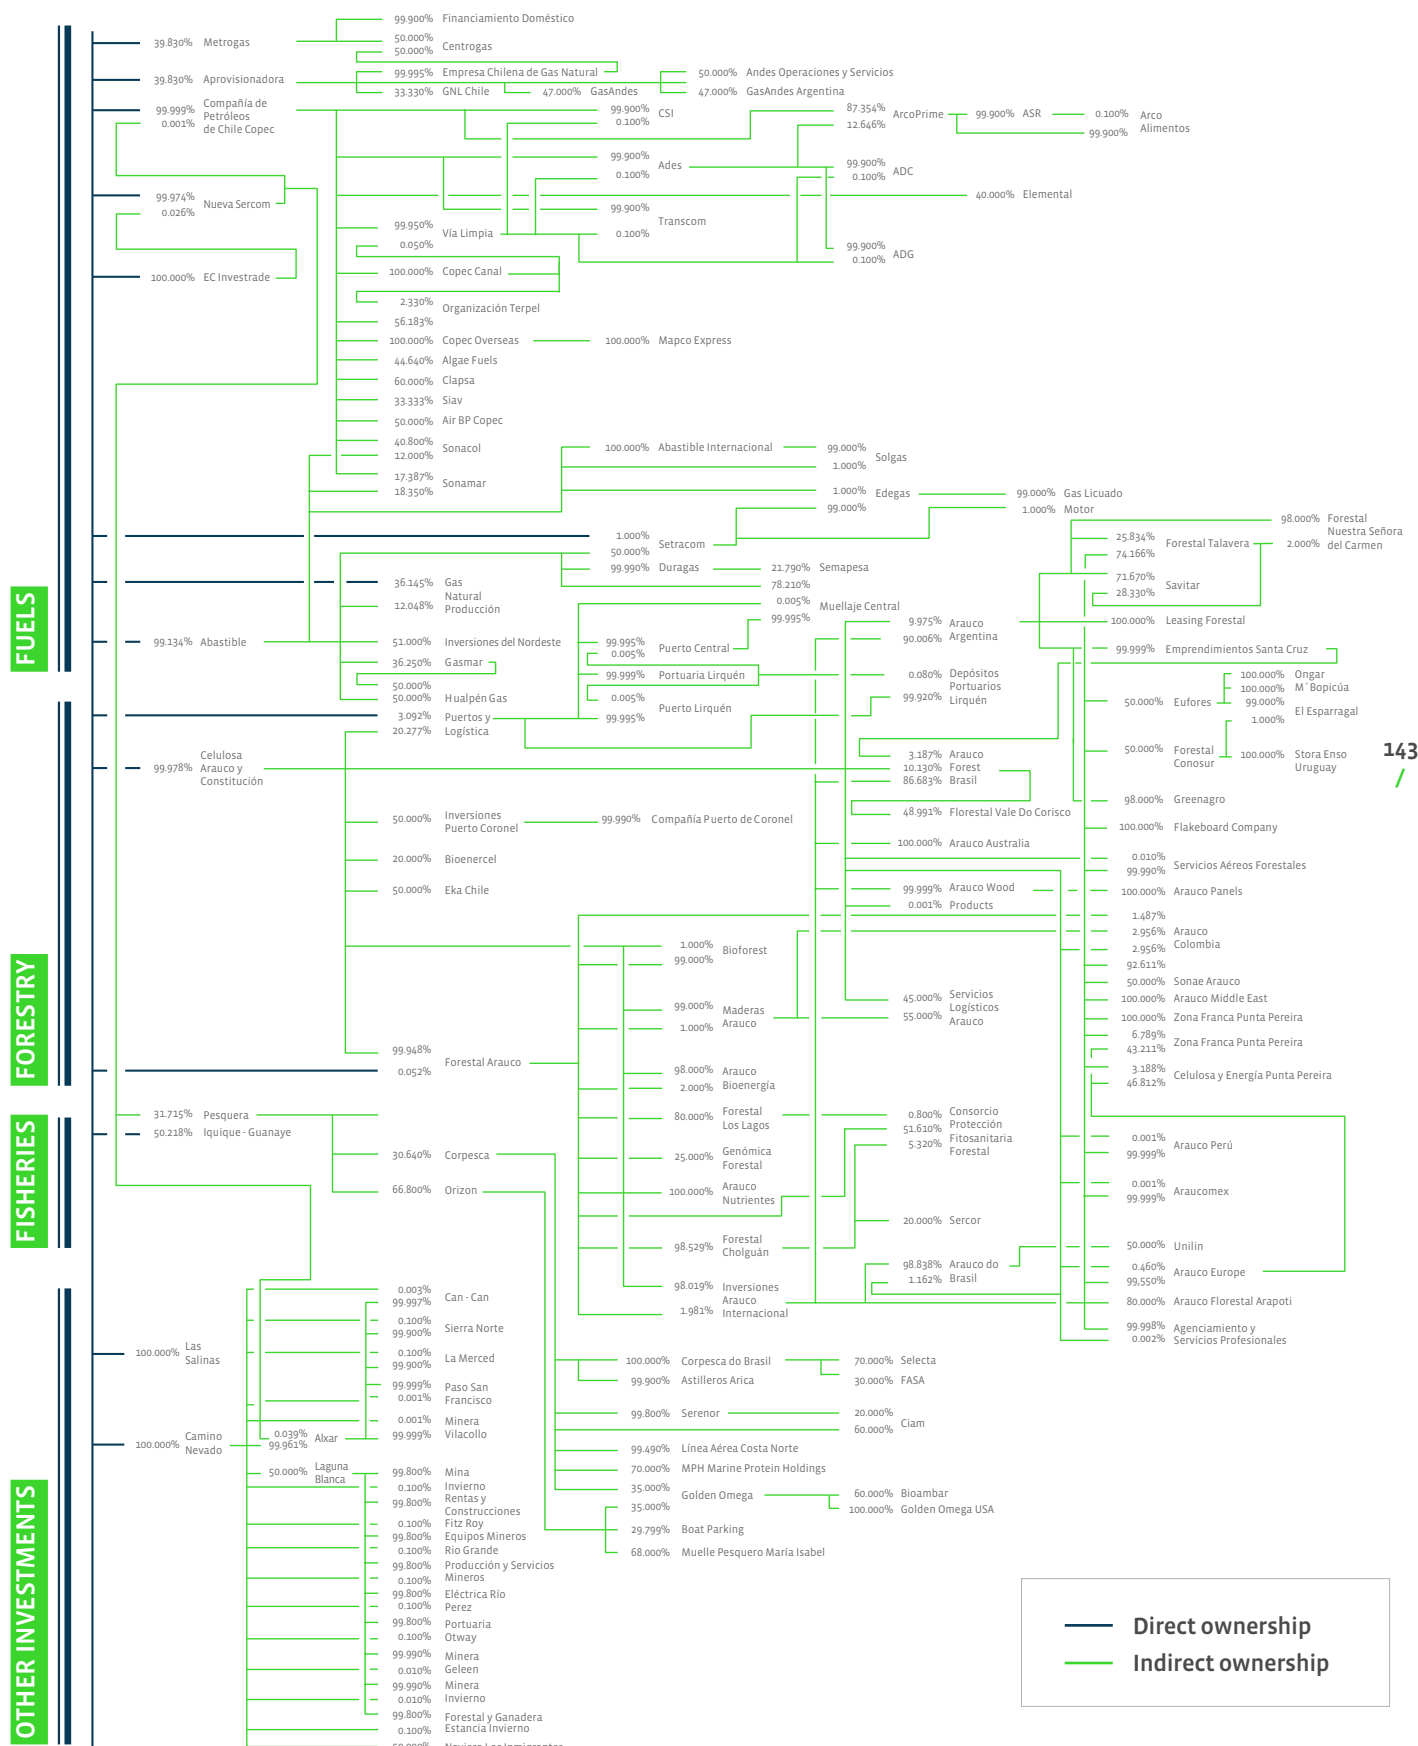 99.900% Financiamiento Doméstico
39.830% Metrogas
50.000%
50.000% Centrogas
39.830% Aprovisionadora
99.995% Empresa Chilena de Gas Natural
50.000% Andes Operaciones y Servicios
33.330% GNL Chile
47.000% GasAndes
47.000% GasAndes Argentina
99.999% Compañía de
0.001% Petróleos
de Chile Copec
99.900% CSI
0.100%
87.354% ArcoPrime
12.646%
99.900% ASR
0.100% Arco
99.900% Alimentos
99.900% Ades
0.100%
99.900% ADC
0.100%
99.974% Nueva Sercom
0.026%
40.000% Elemental
99.900% Transcom
0.100%
99.950% Vía Limpia
0.050%
99.900% ADG
0.100%
100.000% EC Investrade
100.000% Copec Canal
2.330% Organización Terpel
56.183%
100.000% Copec Overseas
100.000% Mapco Express
44.640% Algae Fuels
60.000% Clapsa
33.333% Siav
50.000% Air BP Copec
40.800% Sonacol
12.000%
17.387% Sonamar
18.350%
100.000% Abastible Internacional
99.000% Solgas
1.000%
1.000% Edegas
99.000%
99.000% Gas Licuado
1.000% Motor
1.000% Setracom
50.000%
99.990% Duragas
21.790% Semapesa
78.210%
98.000% Forestal
Nuestra Señora
2.000% del Carmen
25.834% Forestal Talavera
74.166%
71.670% Savitar
28.330%
FUELS
36.145% Gas
Natural
12.048% Producción
0.005% Muellaje Central
99.995%
99.134% Abastible
51.000% Inversiones del Nordeste
99.995% Puerto Central
0.005%
9.975% Arauco
90.006% Argentina
100.000% Leasing Forestal
99.999% Emprendimientos Santa Cruz
36.250% Gasmar
50.000%
50.000% Hualpén Gas
99.999% Portuaria Lirquén
0.005% Puerto Lirquén
99.995%
0.080% Depósitos
Portuarios
99.920% Lirquén
100.000% Ongar
100.000% M´Bopicúa
50.000% Eufores
99.000% El Esparragal
1.000%
3.092% Puertos y
20.277% Logística
Celulosa
99.978% Arauco y
Constitución
3.187% Arauco
10.130% Forest
86.683% Brasil
50.000% Forestal
Conosur
100.000% Stora Enso
Uruguay
143
/
48.991% Florestal Vale Do Corisco
98.000% Greenagro
50.000% Inversiones
Puerto Coronel
99.990% Compañía Puerto de Coronel
100.000% Flakeboard Company
100.000% Arauco Australia
20.000% Bioenercel
0.010% Servicios Aéreos Forestales
99.990%
50.000% Eka Chile
99.999% Arauco Wood
0.001% Products
100.000% Arauco Panels
1.487%
2.956% Arauco
2.956% Colombia
92.611%
FORESTRY
1.000% Bioforest
99.000%
50.000% Sonae Arauco
99.000% Maderas
1.000% Arauco
45.000% Servicios
Logísticos
55.000% Arauco
100.000% Arauco Middle East
100.000% Zona Franca Punta Pereira
6.789% Zona Franca Punta Pereira
43.211%
99.948% Forestal Arauco
0.052%
98.000% Arauco
2.000% Bioenergía
3.188% Celulosa y Energía Punta Pereira
46.812%
FISHERIES
31.715% Pesquera
50.218% Iquique - Guanaye
80.000% Forestal
Los Lagos
0.800% Consorcio
51.610% Protección
5.320% Fitosanitaria
Forestal
0.001% Arauco Perú
99.999%
30.640% Corpesca
25.000% Genómica
Forestal
66.800% Orizon
100.000% Arauco
Nutrientes
0.001% Araucomex
99.999%
20.000% Sercor
98.529% Forestal
Cholguán
50.000% Unilin
98.838% Arauco do
1.162% Brasil
0.460% Arauco Europe
99,550%
98.019% Inversiones
Arauco
1.981% Internacional
80.000% Arauco Florestal Arapoti
99.998% Agenciamiento y
0.002% Servicios Profesionales
OTHER INVESTMENTS
0.003% Can - Can
99.997%
0.100% Sierra Norte
99.900%
100.000% Las
Salinas
0.100% La Merced
99.900%
99.999% Paso San
0.001% Francisco
0.001% Minera
99.999% Vilacollo
100.000% Camino
Nevado
0.039% Alxar
99.961%
100.000% Corpesca do Brasil
70.000% Selecta
99.900% Astilleros Arica
30.000% FASA
99.800% Serenor
20.000% Ciam
60.000%
99.490% Línea Aérea Costa Norte
70.000% MPH Marine Protein Holdings
35.000% Golden Omega
35.000%
60.000% Bioambar
100.000% Golden Omega USA
29.799% Boat Parking
68.000% Muelle Pesquero María Isabel
50.000% Laguna
Blanca
99.800% Mina
0.100% Invierno
99.800% Rentas y
Construcciones
0.100% Fitz Roy
99.800% Equipos Mineros
0.100% Rio Grande
99.800% Producción y Servicios
0.100% Mineros
99.800% Eléctrica Río
0.100% Perez
99.800% Portuaria
0.100% Otway
99.990% Minera
0.010% Geleen
99.990% Minera
0.010% Invierno
99.800% Forestal y Ganadera
0.100% Estancia Invierno
Direct ownership
Indirect ownership